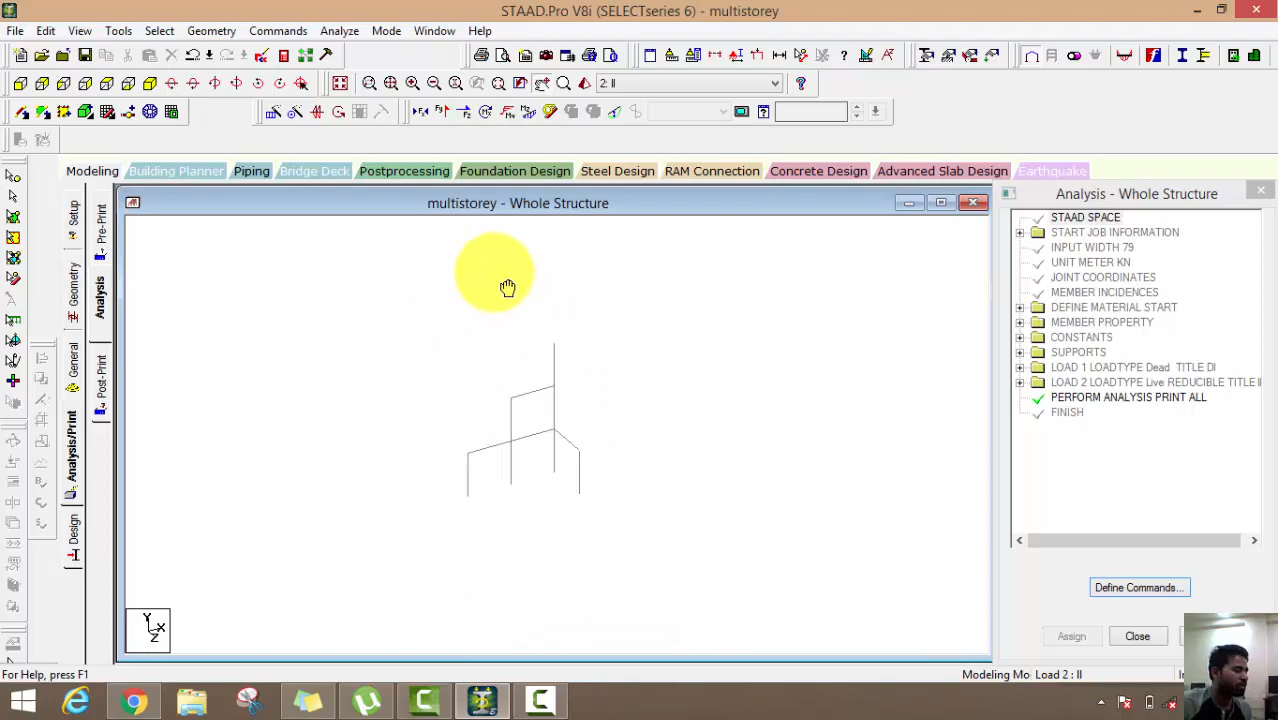 STAAD.Pro V8i (SELECTseries 6) - multistorey
File Edit View Tools Select Geometry Commands Analyze Mode Window Help
2: ll
Modeling Building Planner Piping Bridge Deck Postprocessing Foundation Design Steel Design RAM Connection Concrete Design Advanced Slab Design Earthquake
multistorey - Whole Structure
Analysis - Whole Structure
Setup
Geometry
General
Analysis/Print
Design
Pre-Print
Analysis
Post-Print
STAAD SPACE
START JOB INFORMATION
INPUT WIDTH 79
UNIT METER KN
JOINT COORDINATES
MEMBER INCIDENCES
DEFINE MATERIAL START
MEMBER PROPERTY
CONSTANTS
SUPPORTS
LOAD 1 LOADTYPE Dead TITLE Dl
LOAD 2 LOADTYPE Live REDUCIBLE TITLE ll
PERFORM ANALYSIS PRINT ALL
FINISH
Define Commands...
Assign Close
Y
X
Z
For Help, press F1
Modeling Mo Load 2 : ll